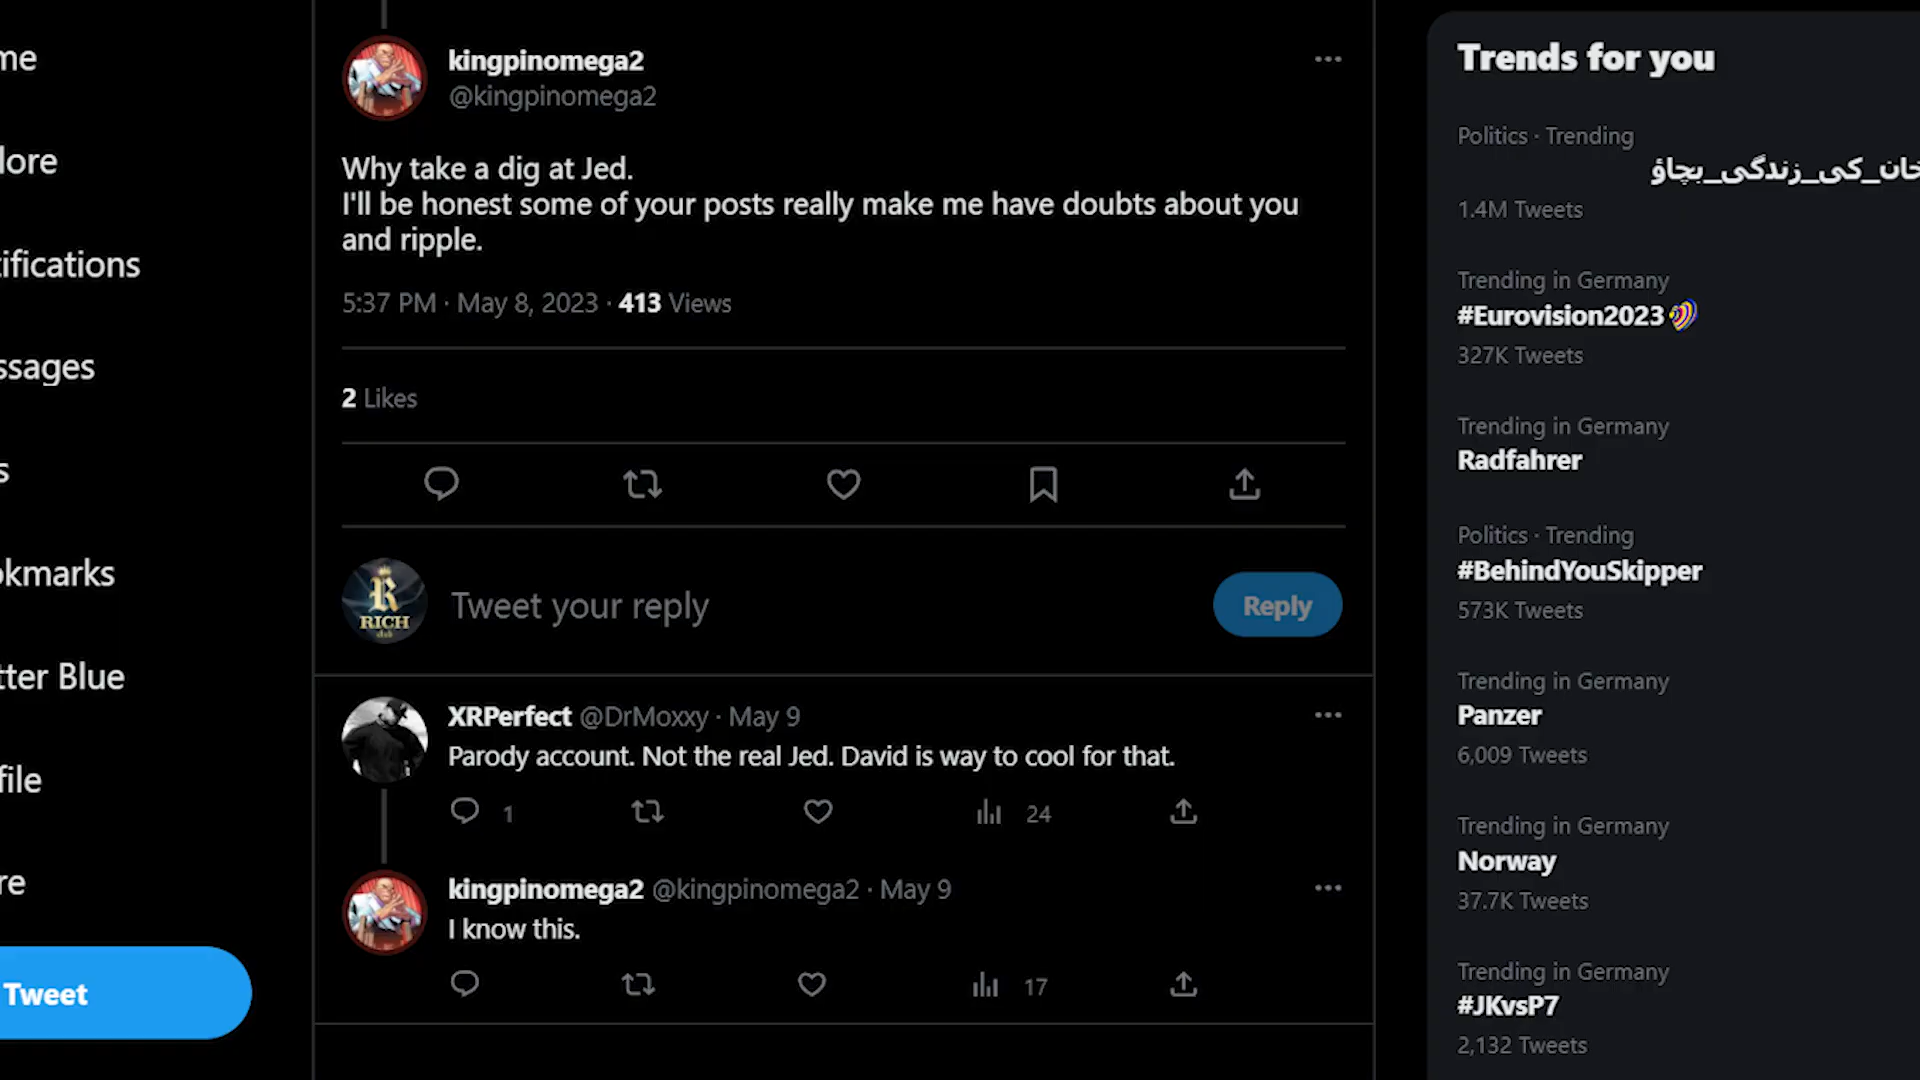 me
lore
tifications
ssages
s
okmarks
tter Blue
file
re
Tweet
kingpinomega2
@kingpinomega2
Why take a dig at Jed.
I'll be honest some of your posts really make me have doubts about you
and ripple.
5:37 PM · May 8, 2023 · 413 Views
2 Likes
R
RICH
club
Tweet your reply
Reply
XRPerfect @DrMoxxy · May 9
Parody account. Not the real Jed. David is way to cool for that.
1
24
kingpinomega2 @kingpinomega2 · May 9
I know this.
17
Trends for you
Politics · Trending
خان_کی_زندگی_بچاؤ
1.4M Tweets
Trending in Germany
#Eurovision2023
327K Tweets
Trending in Germany
Radfahrer
Politics · Trending
#BehindYouSkipper
573K Tweets
Trending in Germany
Panzer
6,009 Tweets
Trending in Germany
Norway
37.7K Tweets
Trending in Germany
#JKvsP7
2,132 Tweets